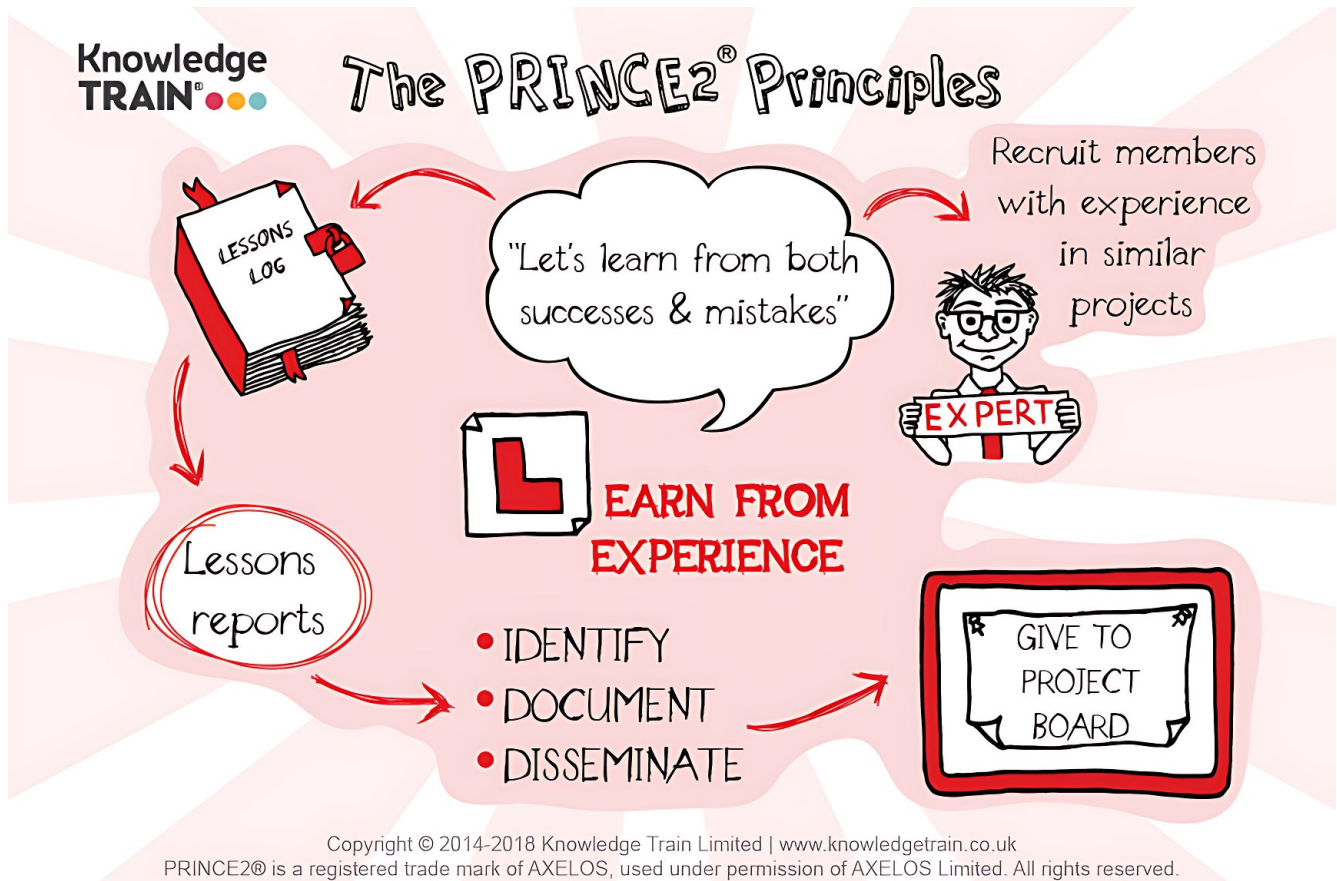 Knowledge
TRAIN®
The PRINCE2® Principles
LESSONS
LOG
"Let's learn from both
successes & mistakes"
Recruit members
with experience
in similar
projects
EXPERT
L
EARN FROM
EXPERIENCE
Lessons
reports
• IDENTIFY
• DOCUMENT
• DISSEMINATE
GIVE TO
PROJECT
BOARD
Copyright © 2014-2018 Knowledge Train Limited | www.knowledgetrain.co.uk
PRINCE2® is a registered trade mark of AXELOS, used under permission of AXELOS Limited. All rights reserved.